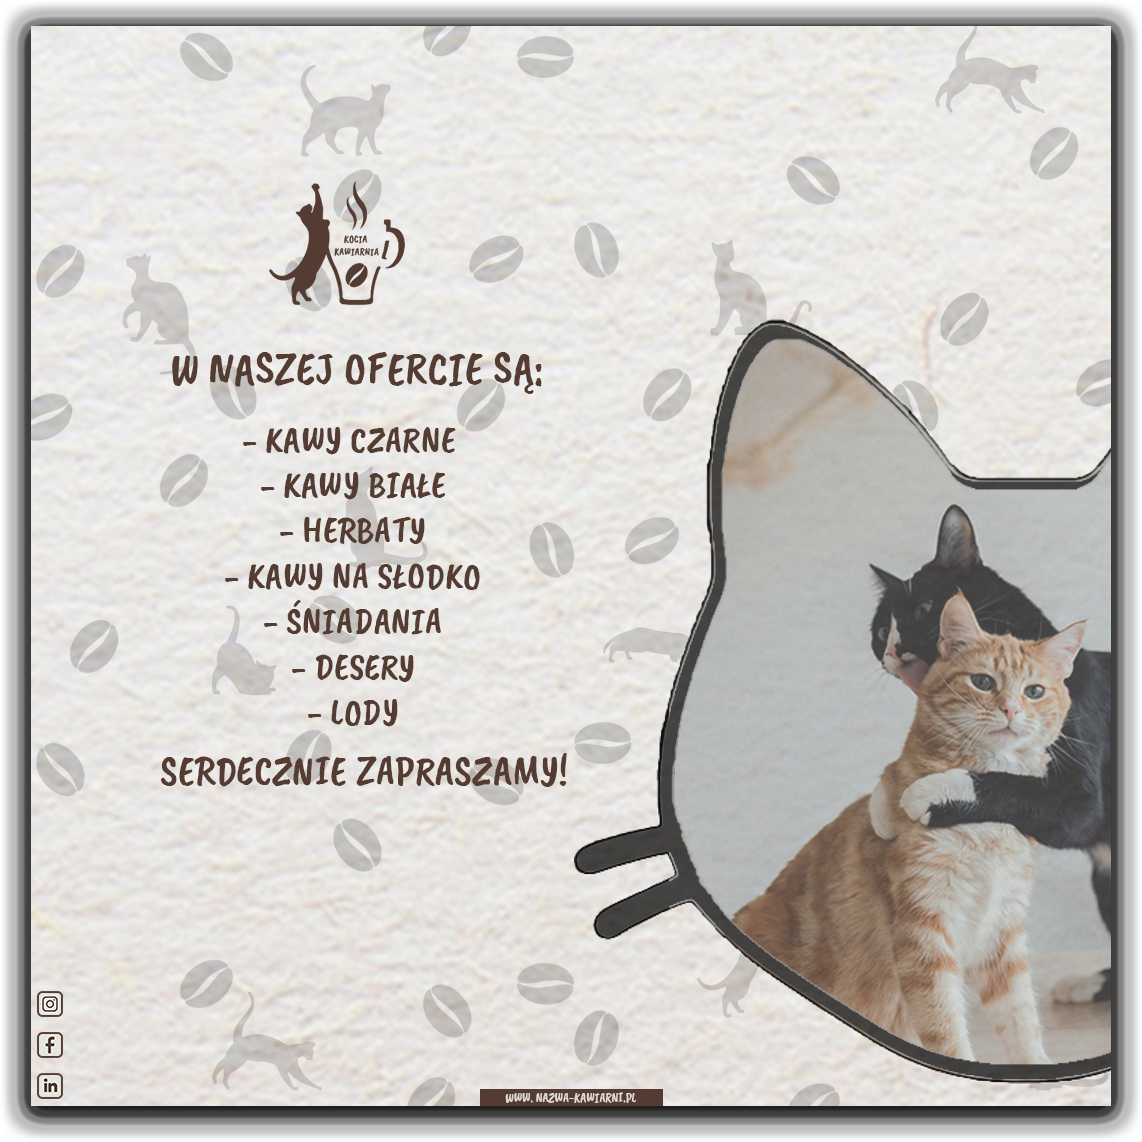 KOCIA
KAWIARNIA
W NASZEJ OFERCIE SĄ:
- KAWY CZARNE
- KAWY BIAŁE
- HERBATY
- KAWY NA SŁODKO
- ŚNIADANIA
- DESERY
- LODY
SERDECZNIE ZAPRASZAMY!
in
WWW. NAZWA-KAWIARNI.PL